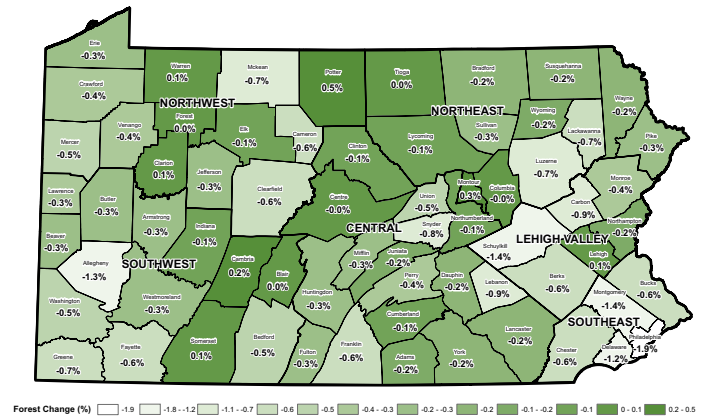 Erie
-0.3%
Crawford
-0.4%
Warren
0.1%
Mckean
-0.7%
Potter
0.5%
Tioga
0.0%
Bradford
-0.2%
Susquehanna
-0.2%
Wayne
-0.2%
Pike
-0.3%
NORTHWEST
NORTHEAST
Forest
0.0%
Venango
-0.4%
Elk
-0.1%
Cameron
-0.6%
Clinton
-0.1%
Lycoming
-0.1%
Sullivan
-0.3%
Wyoming
-0.2%
Lackawanna
-0.7%
Mercer
-0.5%
Clarion
0.1%
Jefferson
-0.3%
Clearfield
-0.6%
Centre
-0.0%
Union
-0.5%
Montour
0.3%
Columbia
-0.0%
Luzerne
-0.7%
Monroe
-0.4%
Lawrence
-0.3%
Butler
-0.3%
Armstrong
-0.3%
Indiana
-0.1%
CENTRAL
Snyder
-0.8%
Northumberland
-0.1%
Carbon
-0.9%
Northampton
-0.2%
Beaver
-0.3%
Allegheny
-1.3%
SOUTHWEST
Cambria
0.2%
Blair
0.0%
Mifflin
-0.3%
Juniata
-0.2%
Perry
-0.4%
Dauphin
-0.2%
Schuylkill
-1.4%
LEHIGH VALLEY
Lehigh
0.1%
Lebanon
-0.9%
Berks
-0.6%
Bucks
-0.6%
Montgomery
-1.4%
Washington
-0.5%
Westmoreland
-0.3%
Huntington
-0.3%
Cumberland
-0.1%
SOUTHEAST
Greene
-0.7%
Fayette
-0.6%
Somerset
0.1%
Bedford
-0.5%
Fulton
-0.3%
Franklin
-0.6%
Adams
-0.2%
York
-0.2%
Lancaster
-0.2%
Chester
-0.6%
Delaware
-1.2%
Philadelphia
-1.9%
Forest Change (%) -1.9 -1.8 - -1.2 -1.1 - -0.7 -0.6 -0.5 -0.4 - -0.3 -0.2 - -0.3 -0.2 -0.1 - -0.2 -0.1 0 - 0.1 0.2 - 0.5